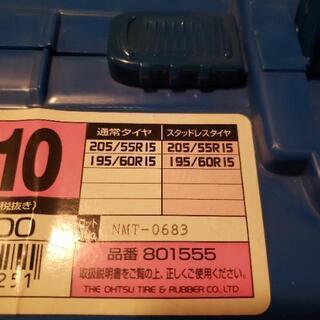 10
通常タイヤ スタッドレスタイヤ
205/55R15 205/55R15
195/60R15 195/60R15
税抜き)
00
ート NMT-0683
品番 801555
取扱説明書をご覧の上、正しくご使用ください。
THE OHTSU TIRE & RUBBER CO., LTD.
251